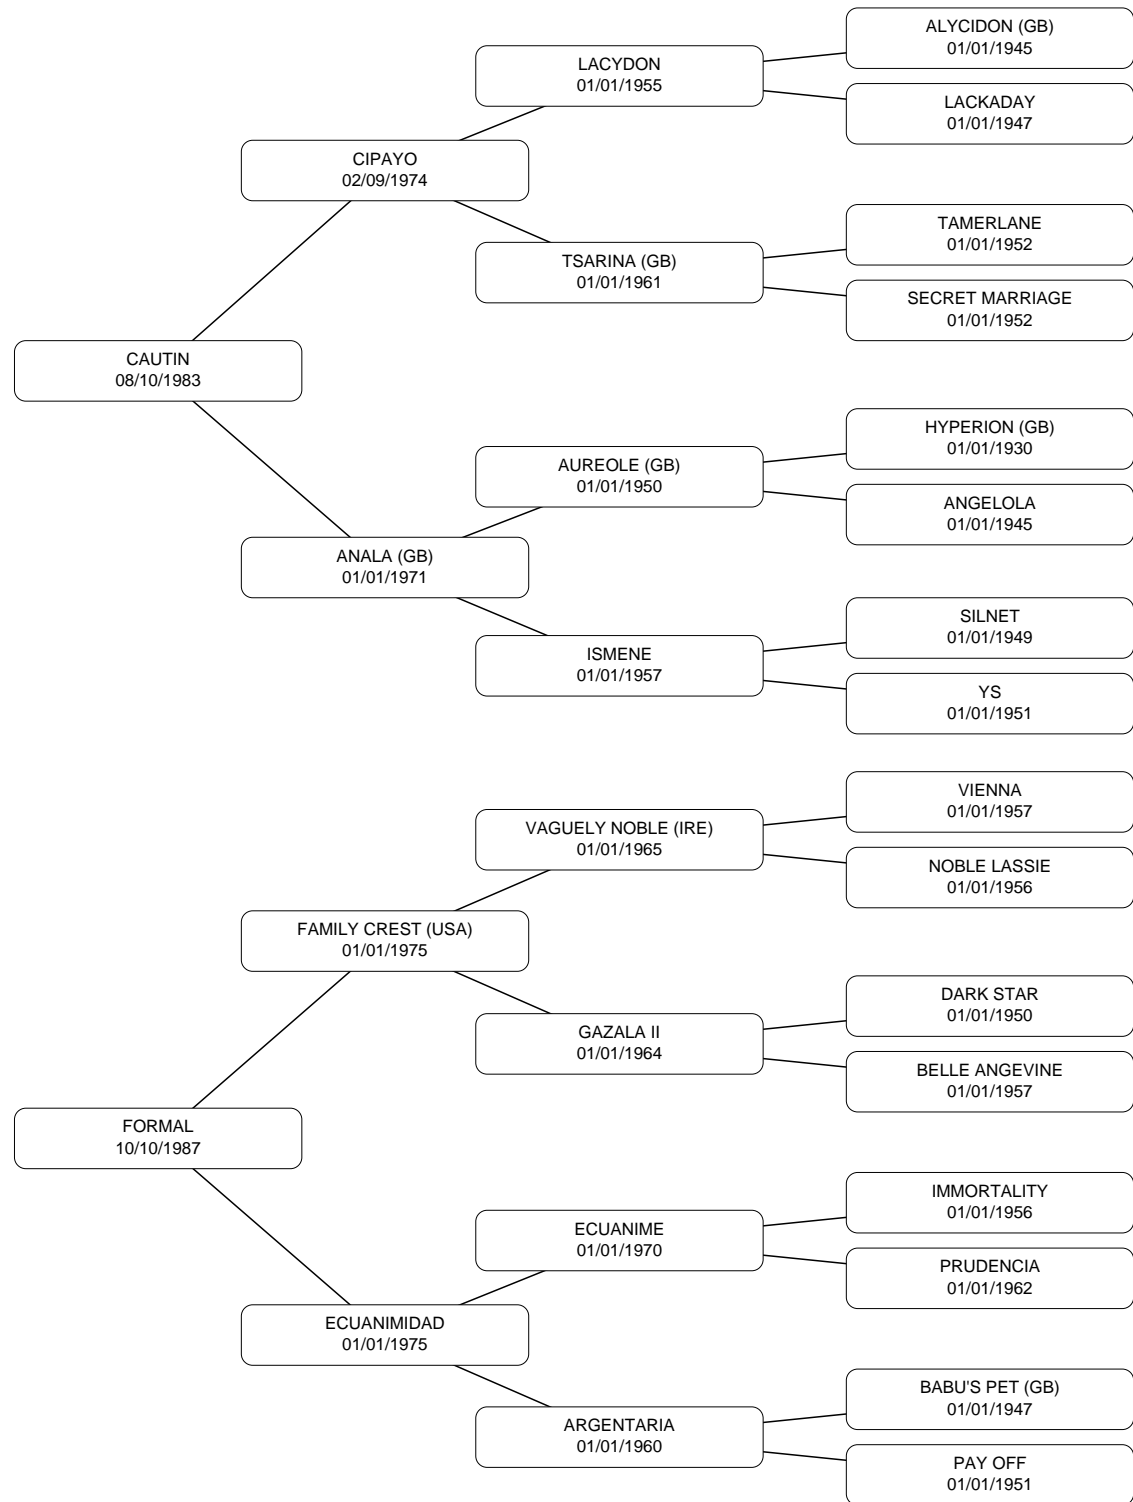 ALYCIDON (GB)
01/01/1945
LACYDON
01/01/1955
LACKADAY
01/01/1947
CIPAYO
02/09/1974
TAMERLANE
01/01/1952
TSARINA (GB)
01/01/1961
SECRET MARRIAGE
01/01/1952
CAUTIN
08/10/1983
HYPERION (GB)
01/01/1930
AUREOLE (GB)
01/01/1950
ANGELOLA
01/01/1945
ANALA (GB)
01/01/1971
SILNET
01/01/1949
ISMENE
01/01/1957
YS
01/01/1951
VIENNA
01/01/1957
VAGUELY NOBLE (IRE)
01/01/1965
NOBLE LASSIE
01/01/1956
FAMILY CREST (USA)
01/01/1975
DARK STAR
01/01/1950
GAZALA II
01/01/1964
BELLE ANGEVINE
01/01/1957
FORMAL
10/10/1987
IMMORTALITY
01/01/1956
ECUANIME
01/01/1970
PRUDENCIA
01/01/1962
ECUANIMIDAD
01/01/1975
BABU'S PET (GB)
01/01/1947
ARGENTARIA
01/01/1960
PAY OFF
01/01/1951